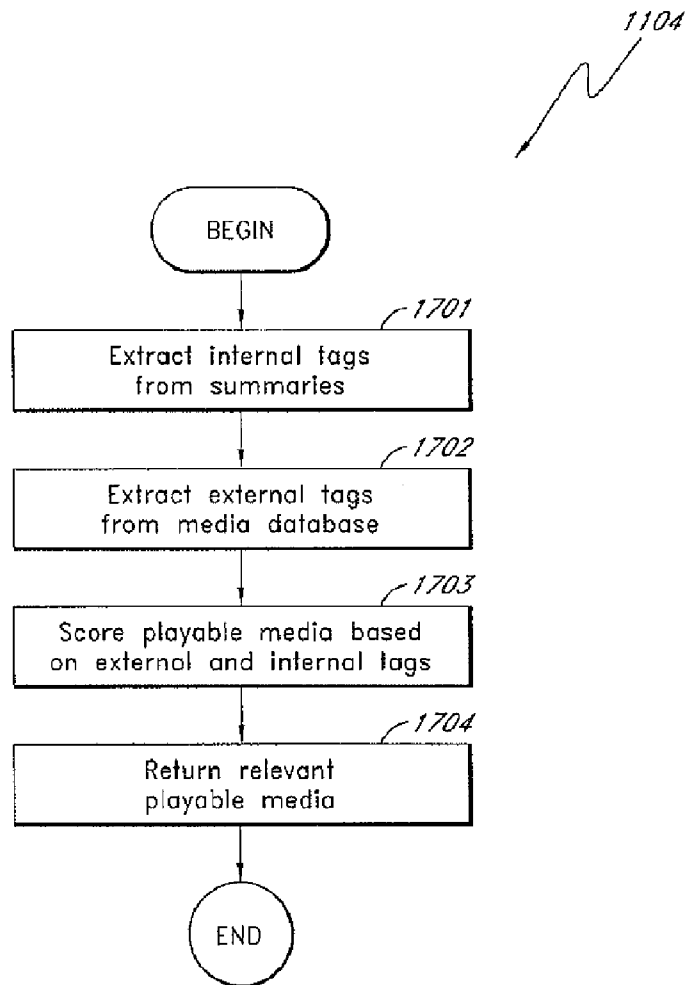 1104
BEGIN
1701
Extract internal tags
from summaries
1702
Extract external tags
from media database
1703
Score playable media based
on external and internal tags
1704
Return relevant
playable media
END